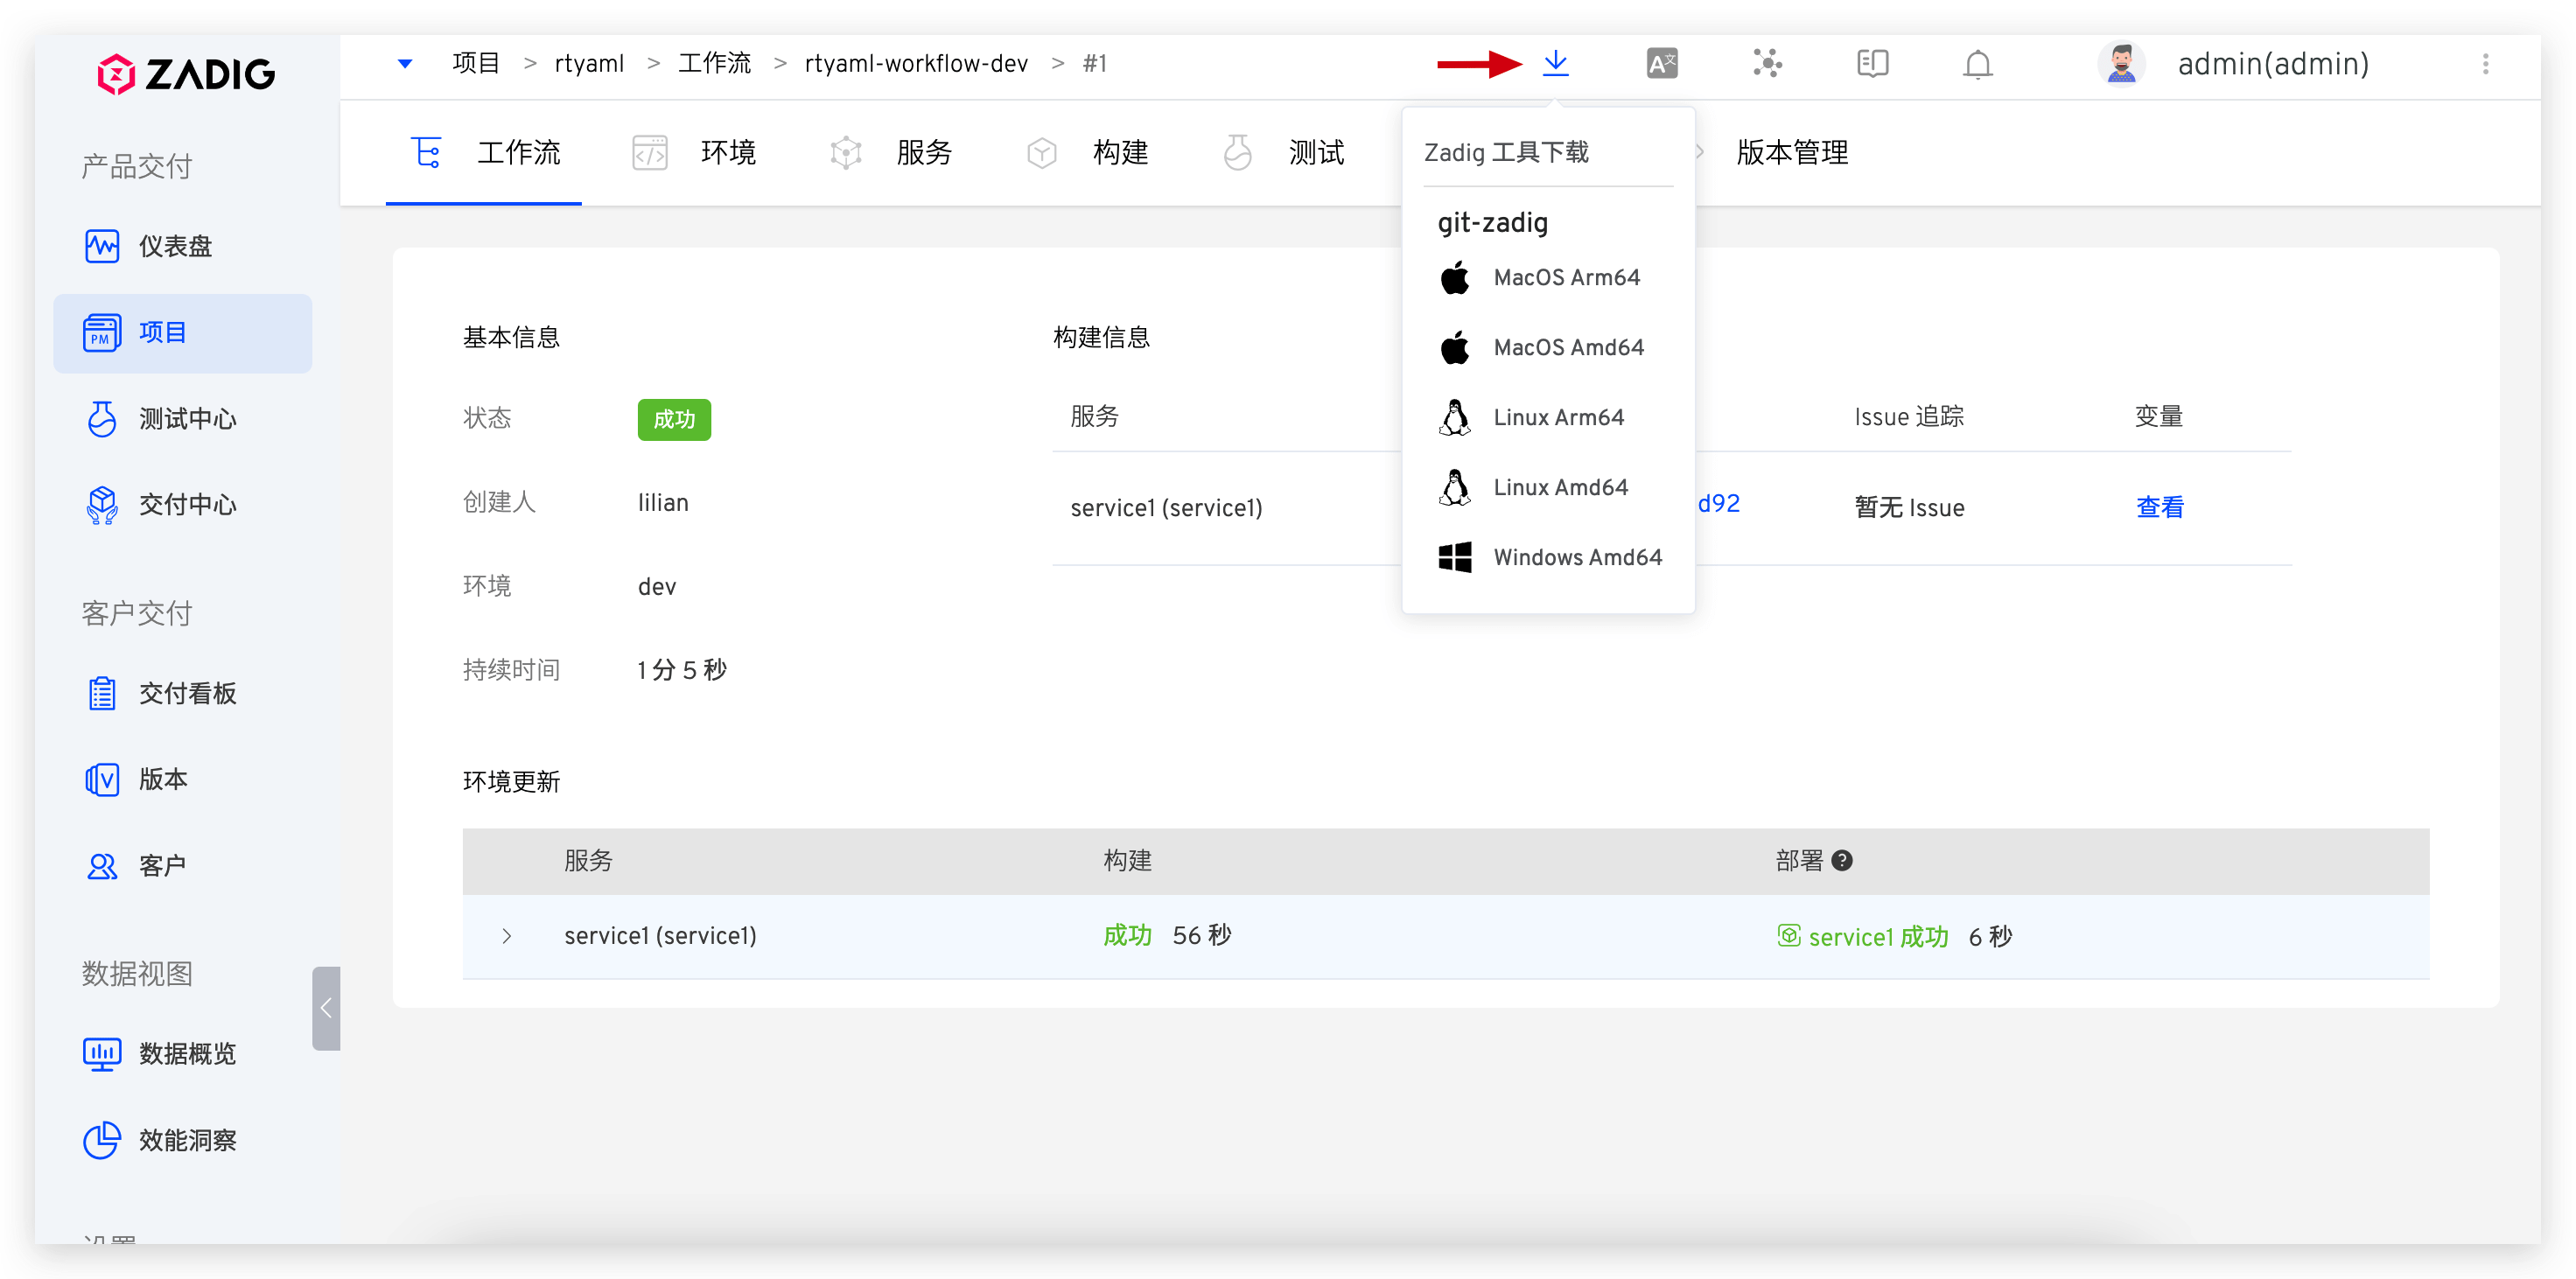 ZADIG
项目 > rtyaml > 工作流 > rtyaml-workflow-dev > #1
admin(admin)
工作流 环境 服务 构建 测试 版本管理
Zadig 工具下载
git-zadig
MacOS Arm64
MacOS Amd64
Linux Arm64
Linux Amd64
Windows Amd64
产品交付
仪表盘
PM 项目
测试中心
交付中心
客户交付
交付看板
版本
客户
数据视图
数据概览
效能洞察
基本信息
状态 成功
创建人 lilian
环境 dev
持续时间 1 分 5 秒
构建信息
服务 Issue 追踪 变量
service1 (service1) d92 暂无 Issue 查看
环境更新
服务 构建 部署
service1 (service1) 成功 56 秒 service1 成功 6 秒